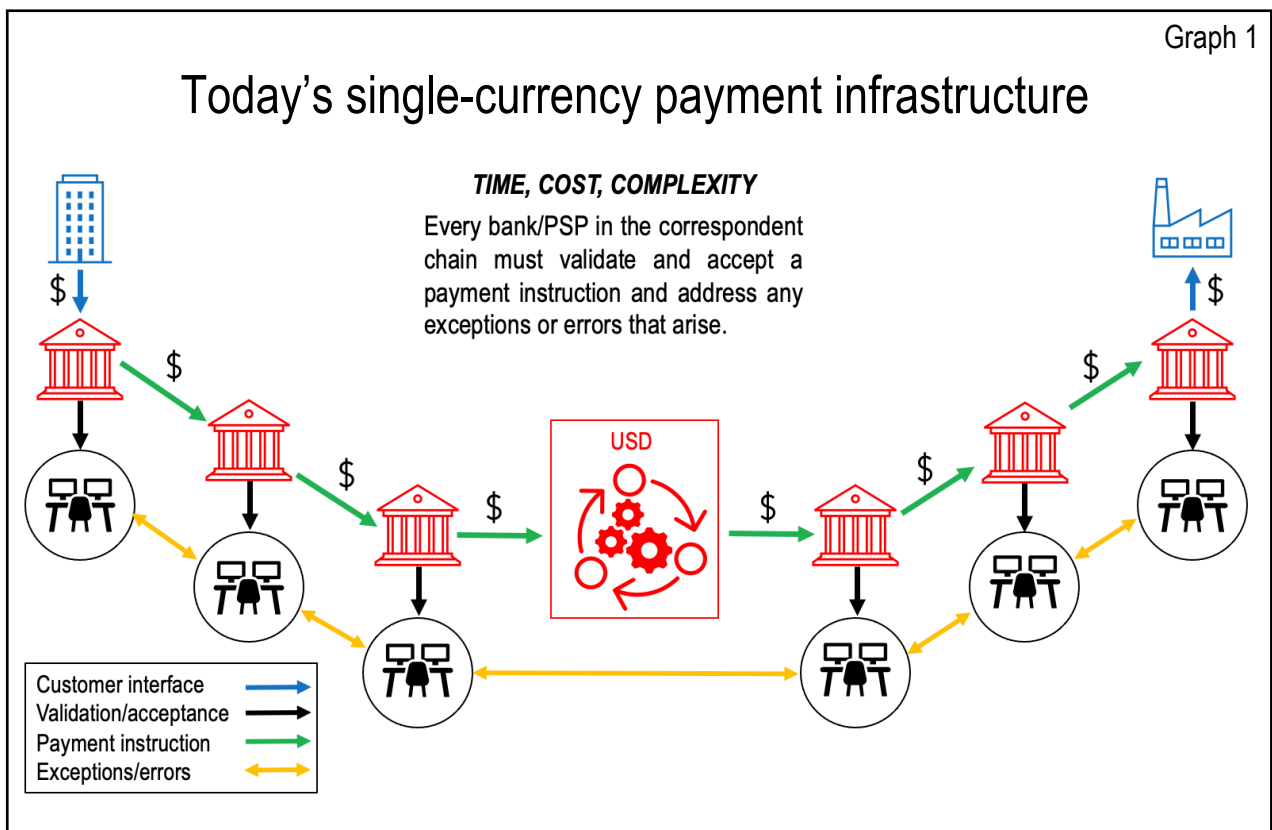 Graph 1
Today's single-currency payment infrastructure
TIME, COST, COMPLEXITY
Every bank/PSP in the correspondent
chain must validate and accept a
payment instruction and address any
exceptions or errors that arise.
$
$
$
$
$
$
$
$
USD
Customer interface
Validation/acceptance
Payment instruction
Exceptions/errors